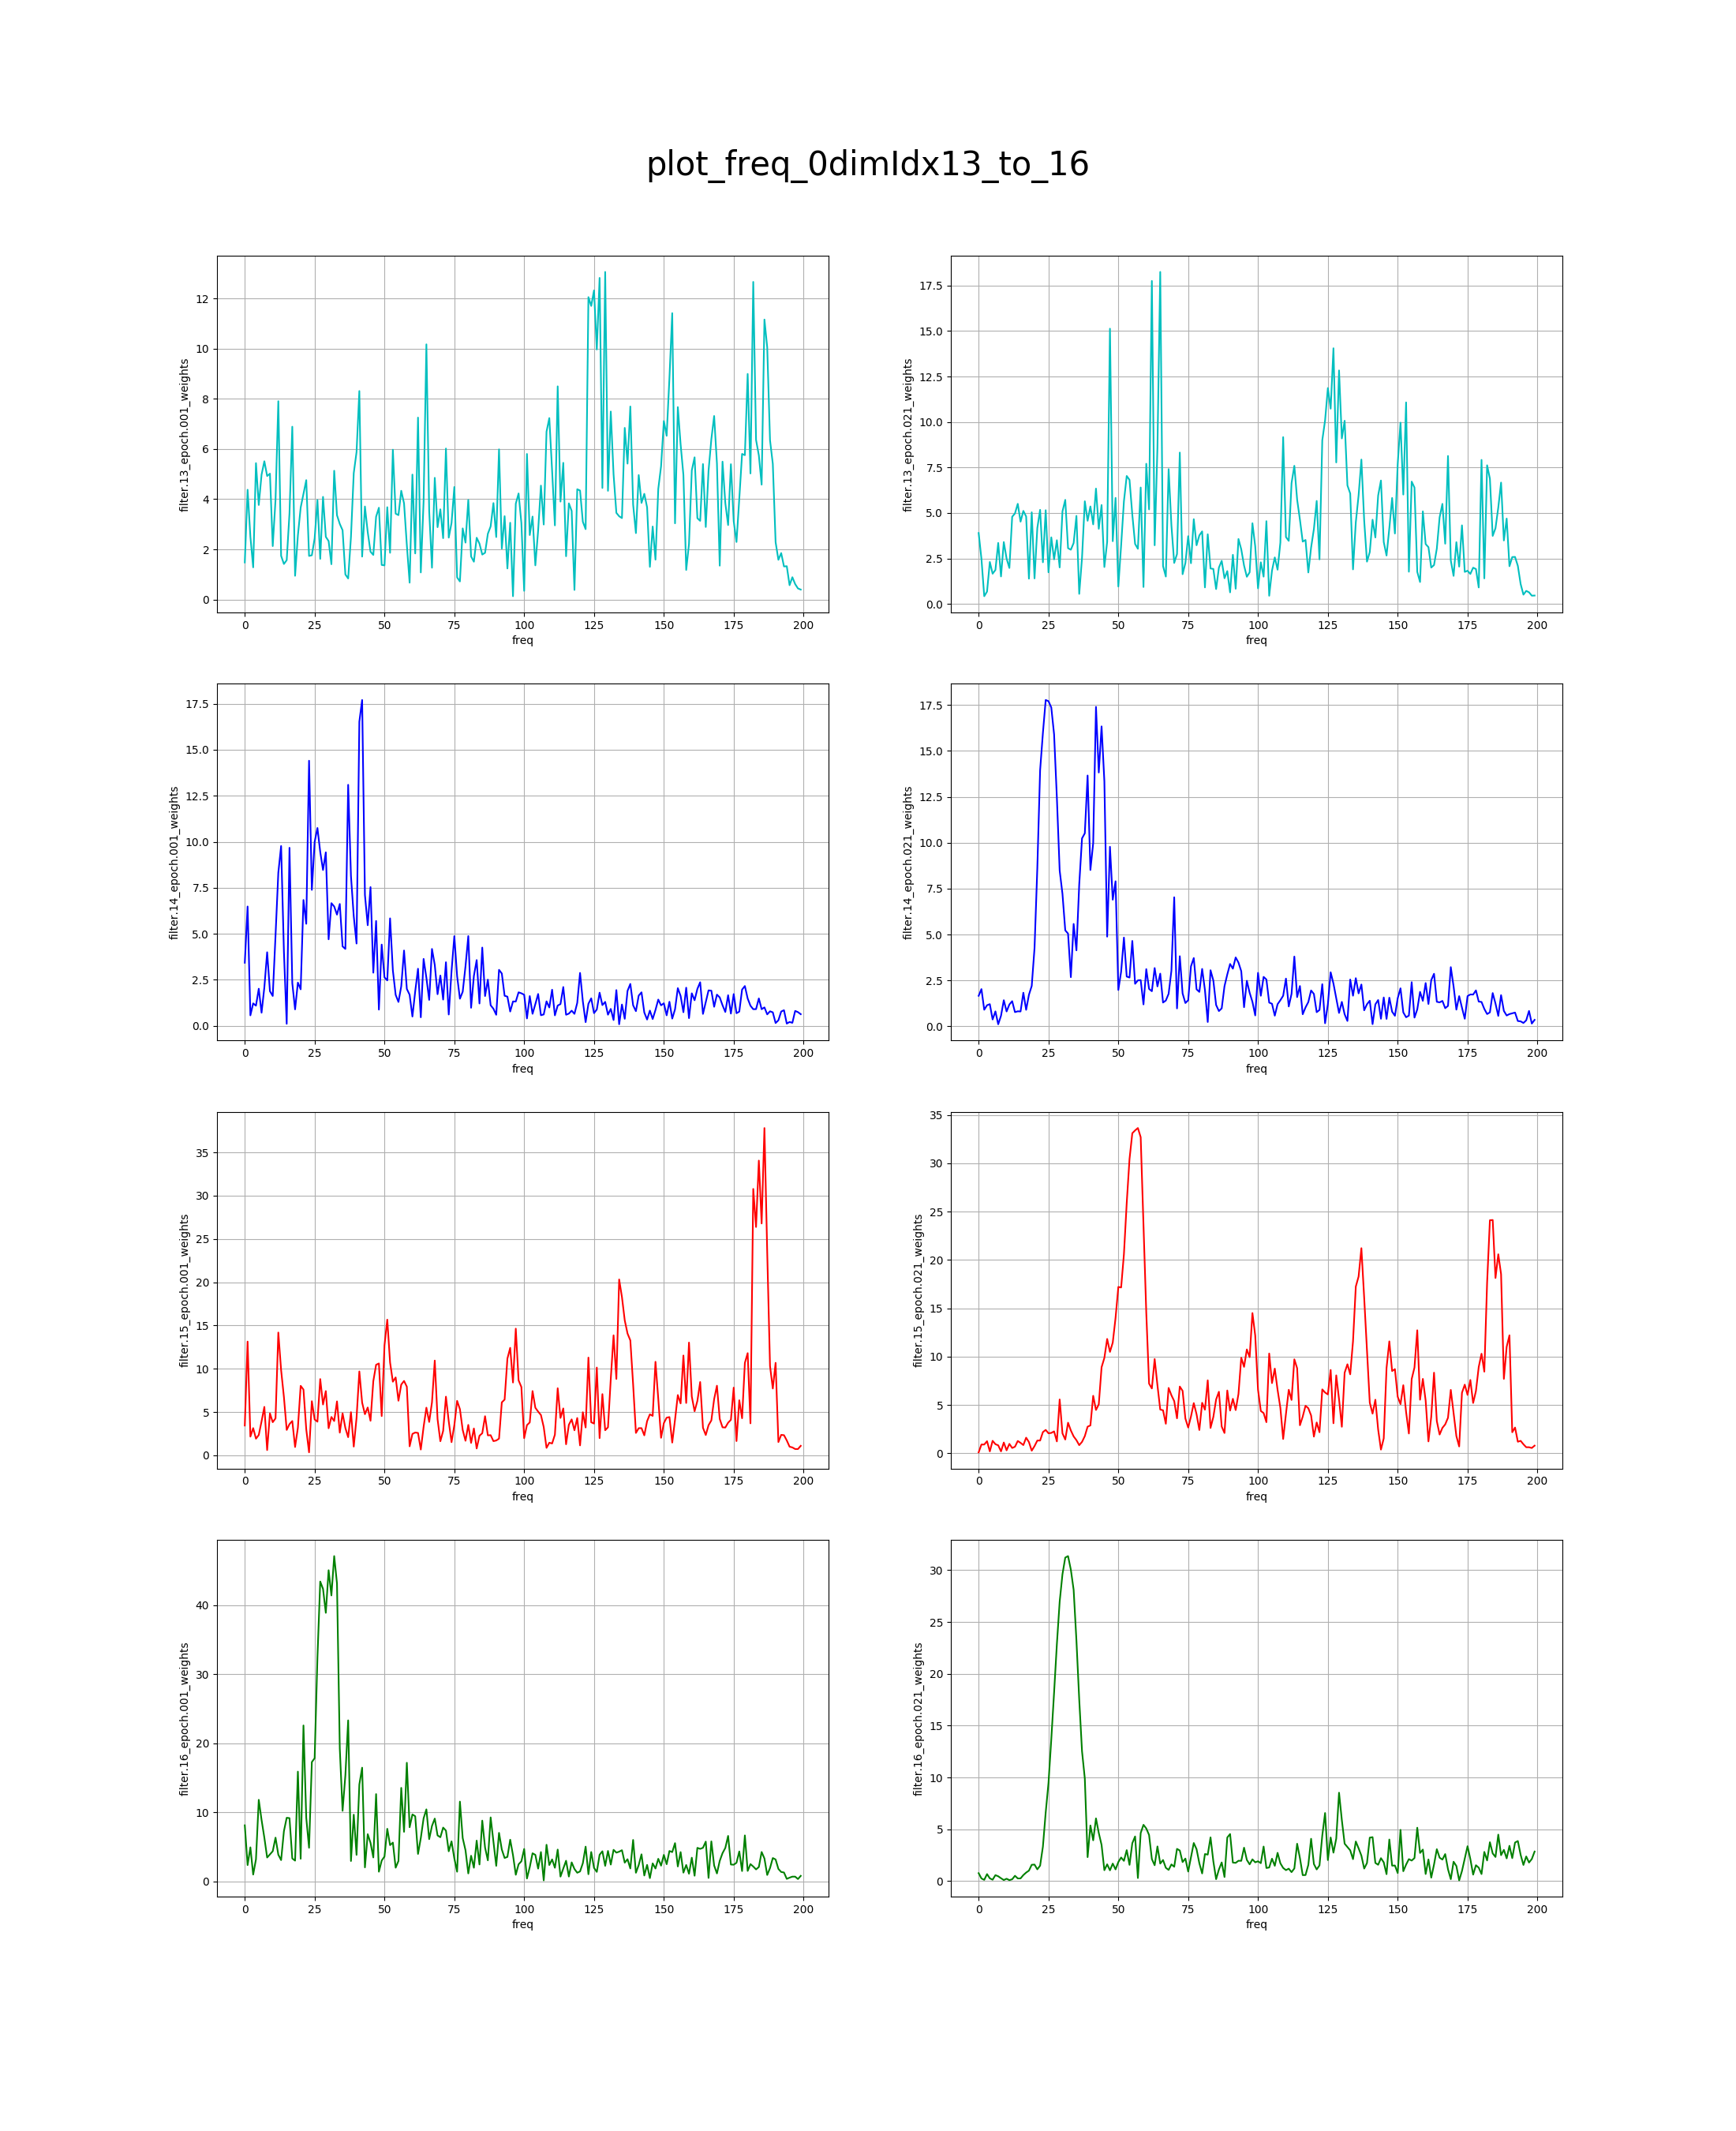 plot_freq_0dimIdx13_to_16
filter.13_epoch.001_weights
12
10
8
6
4
2
0
0 25 50 75 100 125 150 175 200
freq
filter.13_epoch.021_weights
17.5
15.0
12.5
10.0
7.5
5.0
2.5
0.0
0 25 50 75 100 125 150 175 200
freq
filter.14_epoch.001_weights
17.5
15.0
12.5
10.0
7.5
5.0
2.5
0.0
0 25 50 75 100 125 150 175 200
freq
filter.14_epoch.021_weights
17.5
15.0
12.5
10.0
7.5
5.0
2.5
0.0
0 25 50 75 100 125 150 175 200
freq
filter.15_epoch.001_weights
35
30
25
20
15
10
5
0
0 25 50 75 100 125 150 175 200
freq
filter.15_epoch.021_weights
35
30
25
20
15
10
5
0
0 25 50 75 100 125 150 175 200
freq
filter.16_epoch.001_weights
40
30
20
10
0
0 25 50 75 100 125 150 175 200
freq
filter.16_epoch.021_weights
30
25
20
15
10
5
0
0 25 50 75 100 125 150 175 200
freq